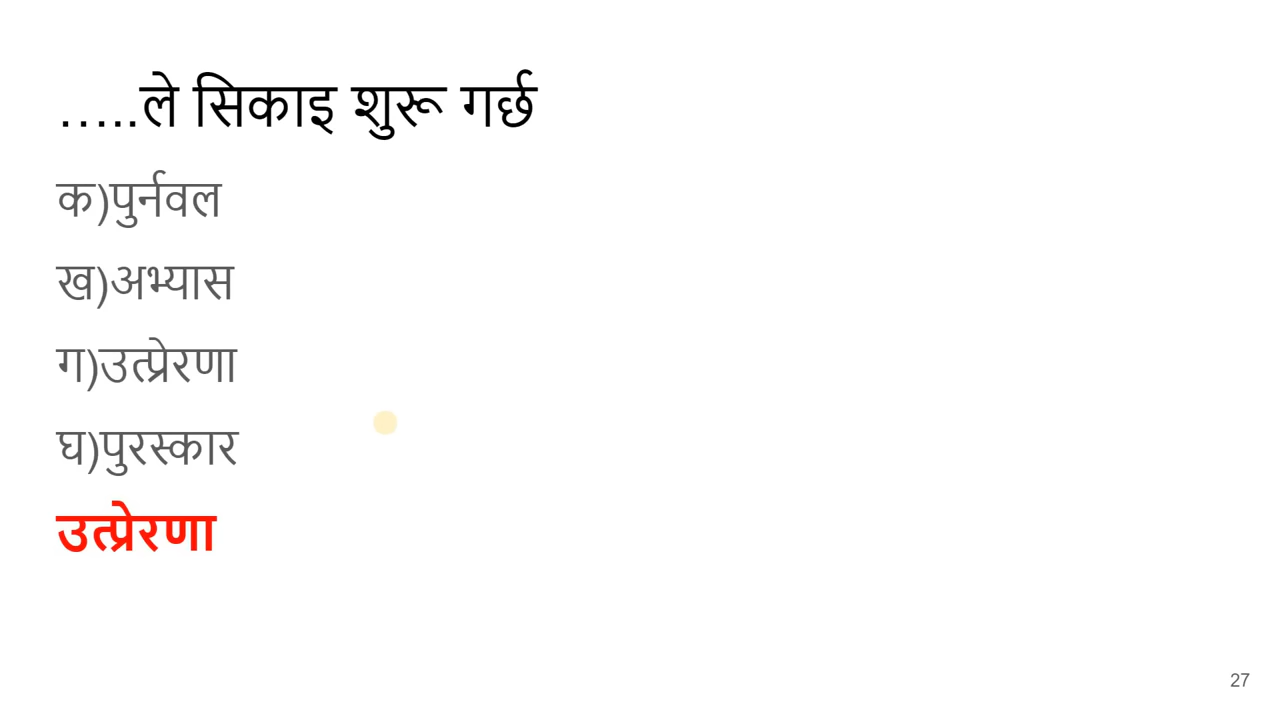 …..ले सिकाइ शुरू गर्छ
क)पुर्नवल
ख)अभ्यास
ग)उत्प्रेरणा
घ)पुरस्कार
उत्प्रेरणा
27